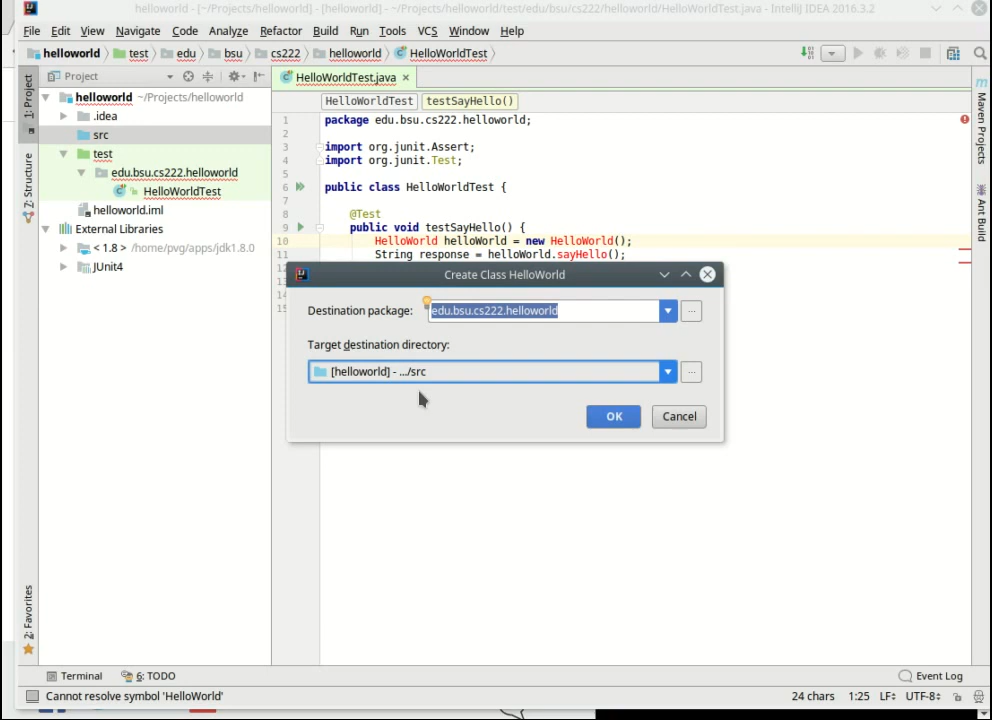 helloworld - [~/Projects/helloworld] - [helloworld] - ~/Projects/helloworld/test/edu/bsu/cs222/helloworld/HelloWorldTest.java - IntelliJ IDEA 2016.3.2
File Edit View Navigate Code Analyze Refactor Build Run Tools VCS Window Help
helloworld test edu bsu cs222 helloworld HelloWorldTest
Project
HelloWorldTest.java
1: Project
Z: Structure
2: Favorites
helloworld ~/Projects/helloworld
.idea
src
test
edu.bsu.cs222.helloworld
HelloWorldTest
helloworld.iml
External Libraries
< 1.8 > /home/pvg/apps/jdk1.8.0
JUnit4
HelloWorldTest testSayHello()
1 package edu.bsu.cs222.helloworld;
2
3 import org.junit.Assert;
4 import org.junit.Test;
5
6 public class HelloWorldTest {
7
8 @Test
9 public void testSayHello() {
10 HelloWorld helloWorld = new HelloWorld();
11 String response = helloWorld.sayHello();
Create Class HelloWorld
Destination package: edu.bsu.cs222.helloworld ...
Target destination directory:
[helloworld] - .../src ...
OK Cancel
Maven Projects
Ant Build
Terminal 6: TODO Event Log
Cannot resolve symbol 'HelloWorld' 24 chars 1:25 LF UTF-8